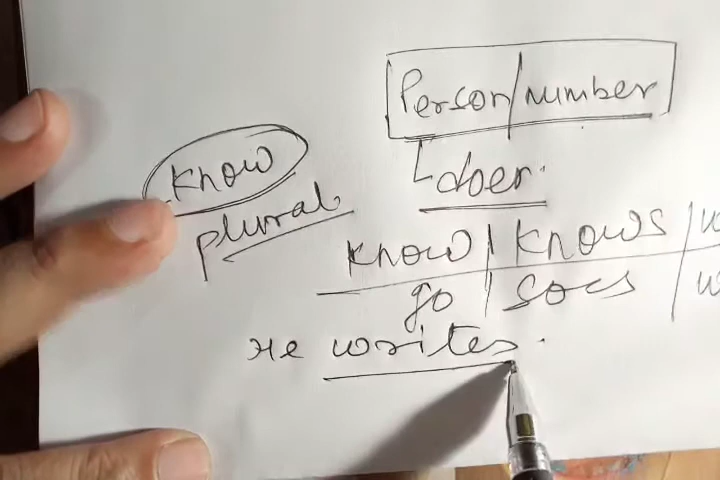 Person/number
know
doer.
plural
know | knows |
go | goes |
He writes.